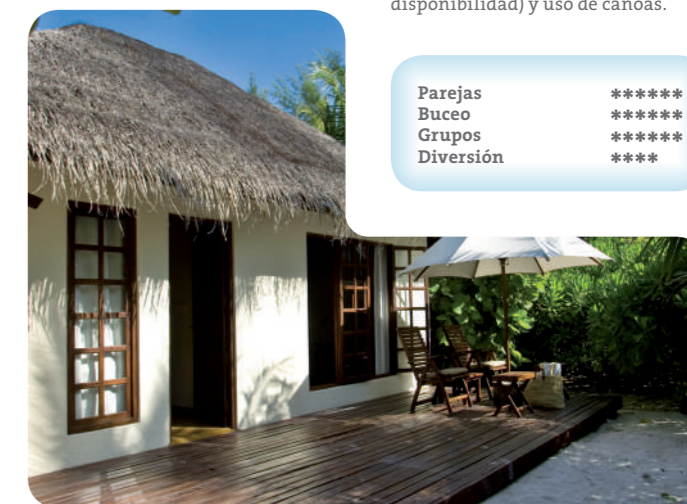 disponibilidad) y uso de canoas.
Parejas ******
Buceo ******
Grupos ******
Diversión ****